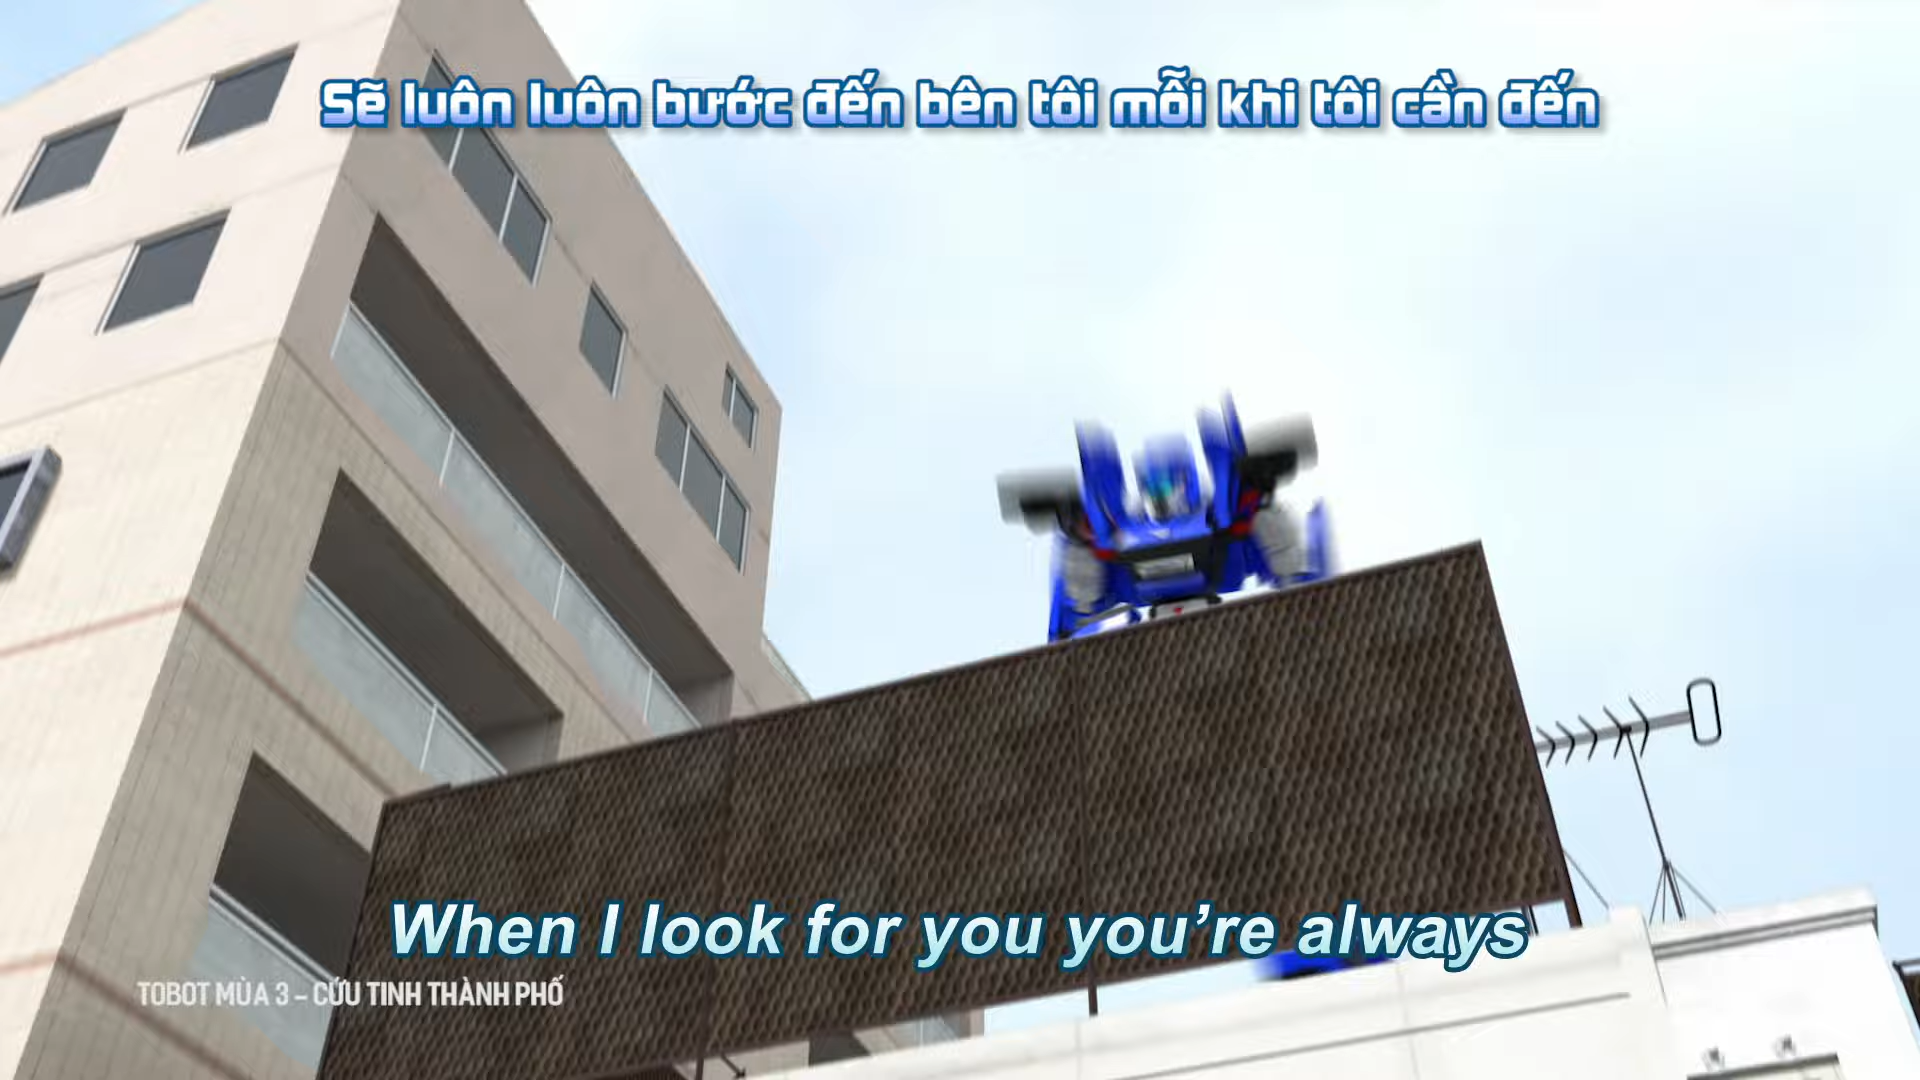 Sẽ luôn luôn bước đến bên tôi mỗi khi tôi cần đến
When I look for you you’re always
TOBOT MÙA 3 – CỨU TINH THÀNH PHỐ